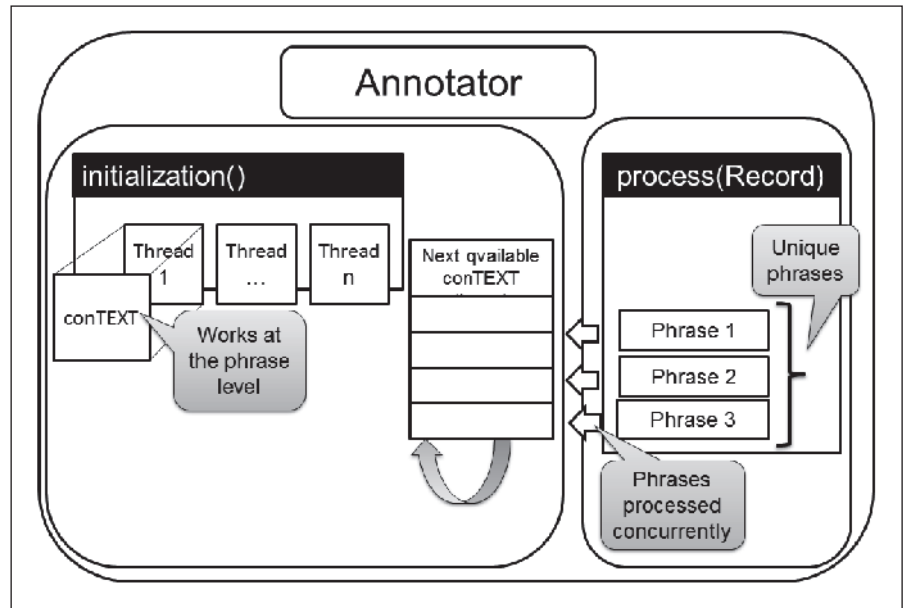 Annotator
initialization()
process(Record)
Thread
1
Thread
...
Thread
n
conTEXT
Works at
the phrase
level
Next qvailable
conTEXT
Unique
phrases
Phrase 1
Phrase 2
Phrase 3
Phrases
processed
concurrently